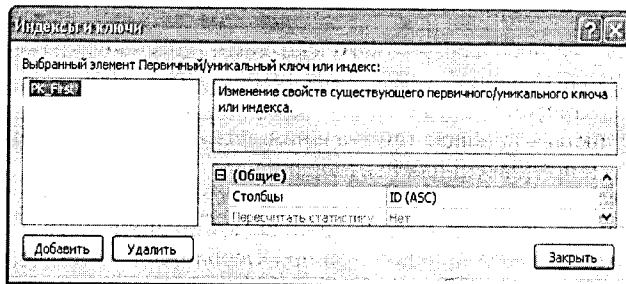 Индексы и ключи
Выбранный элемент Первичный/уникальный ключ или индекс:
PK_First
Изменение свойств существующего первичного/уникального ключа
или индекса.
(Общие)
Столбцы ID (ASC)
Пересчитать статистику Нет
Добавить Удалить
Закрыть